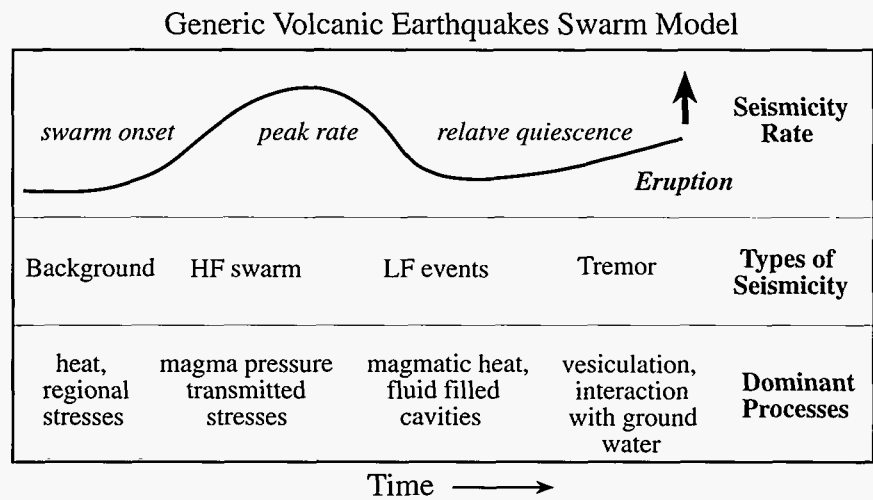 Generic Volcanic Earthquakes Swarm Model
swarm onset
peak rate
relatve quiescence
Eruption
Seismicity
Rate
Background
HF swarm
LF events
Tremor
Types of
Seismicity
heat,
regional
stresses
magma pressure
transmitted
stresses
magmatic heat,
fluid filled
cavities
vesiculation,
interaction
with ground
water
Dominant
Processes
Time